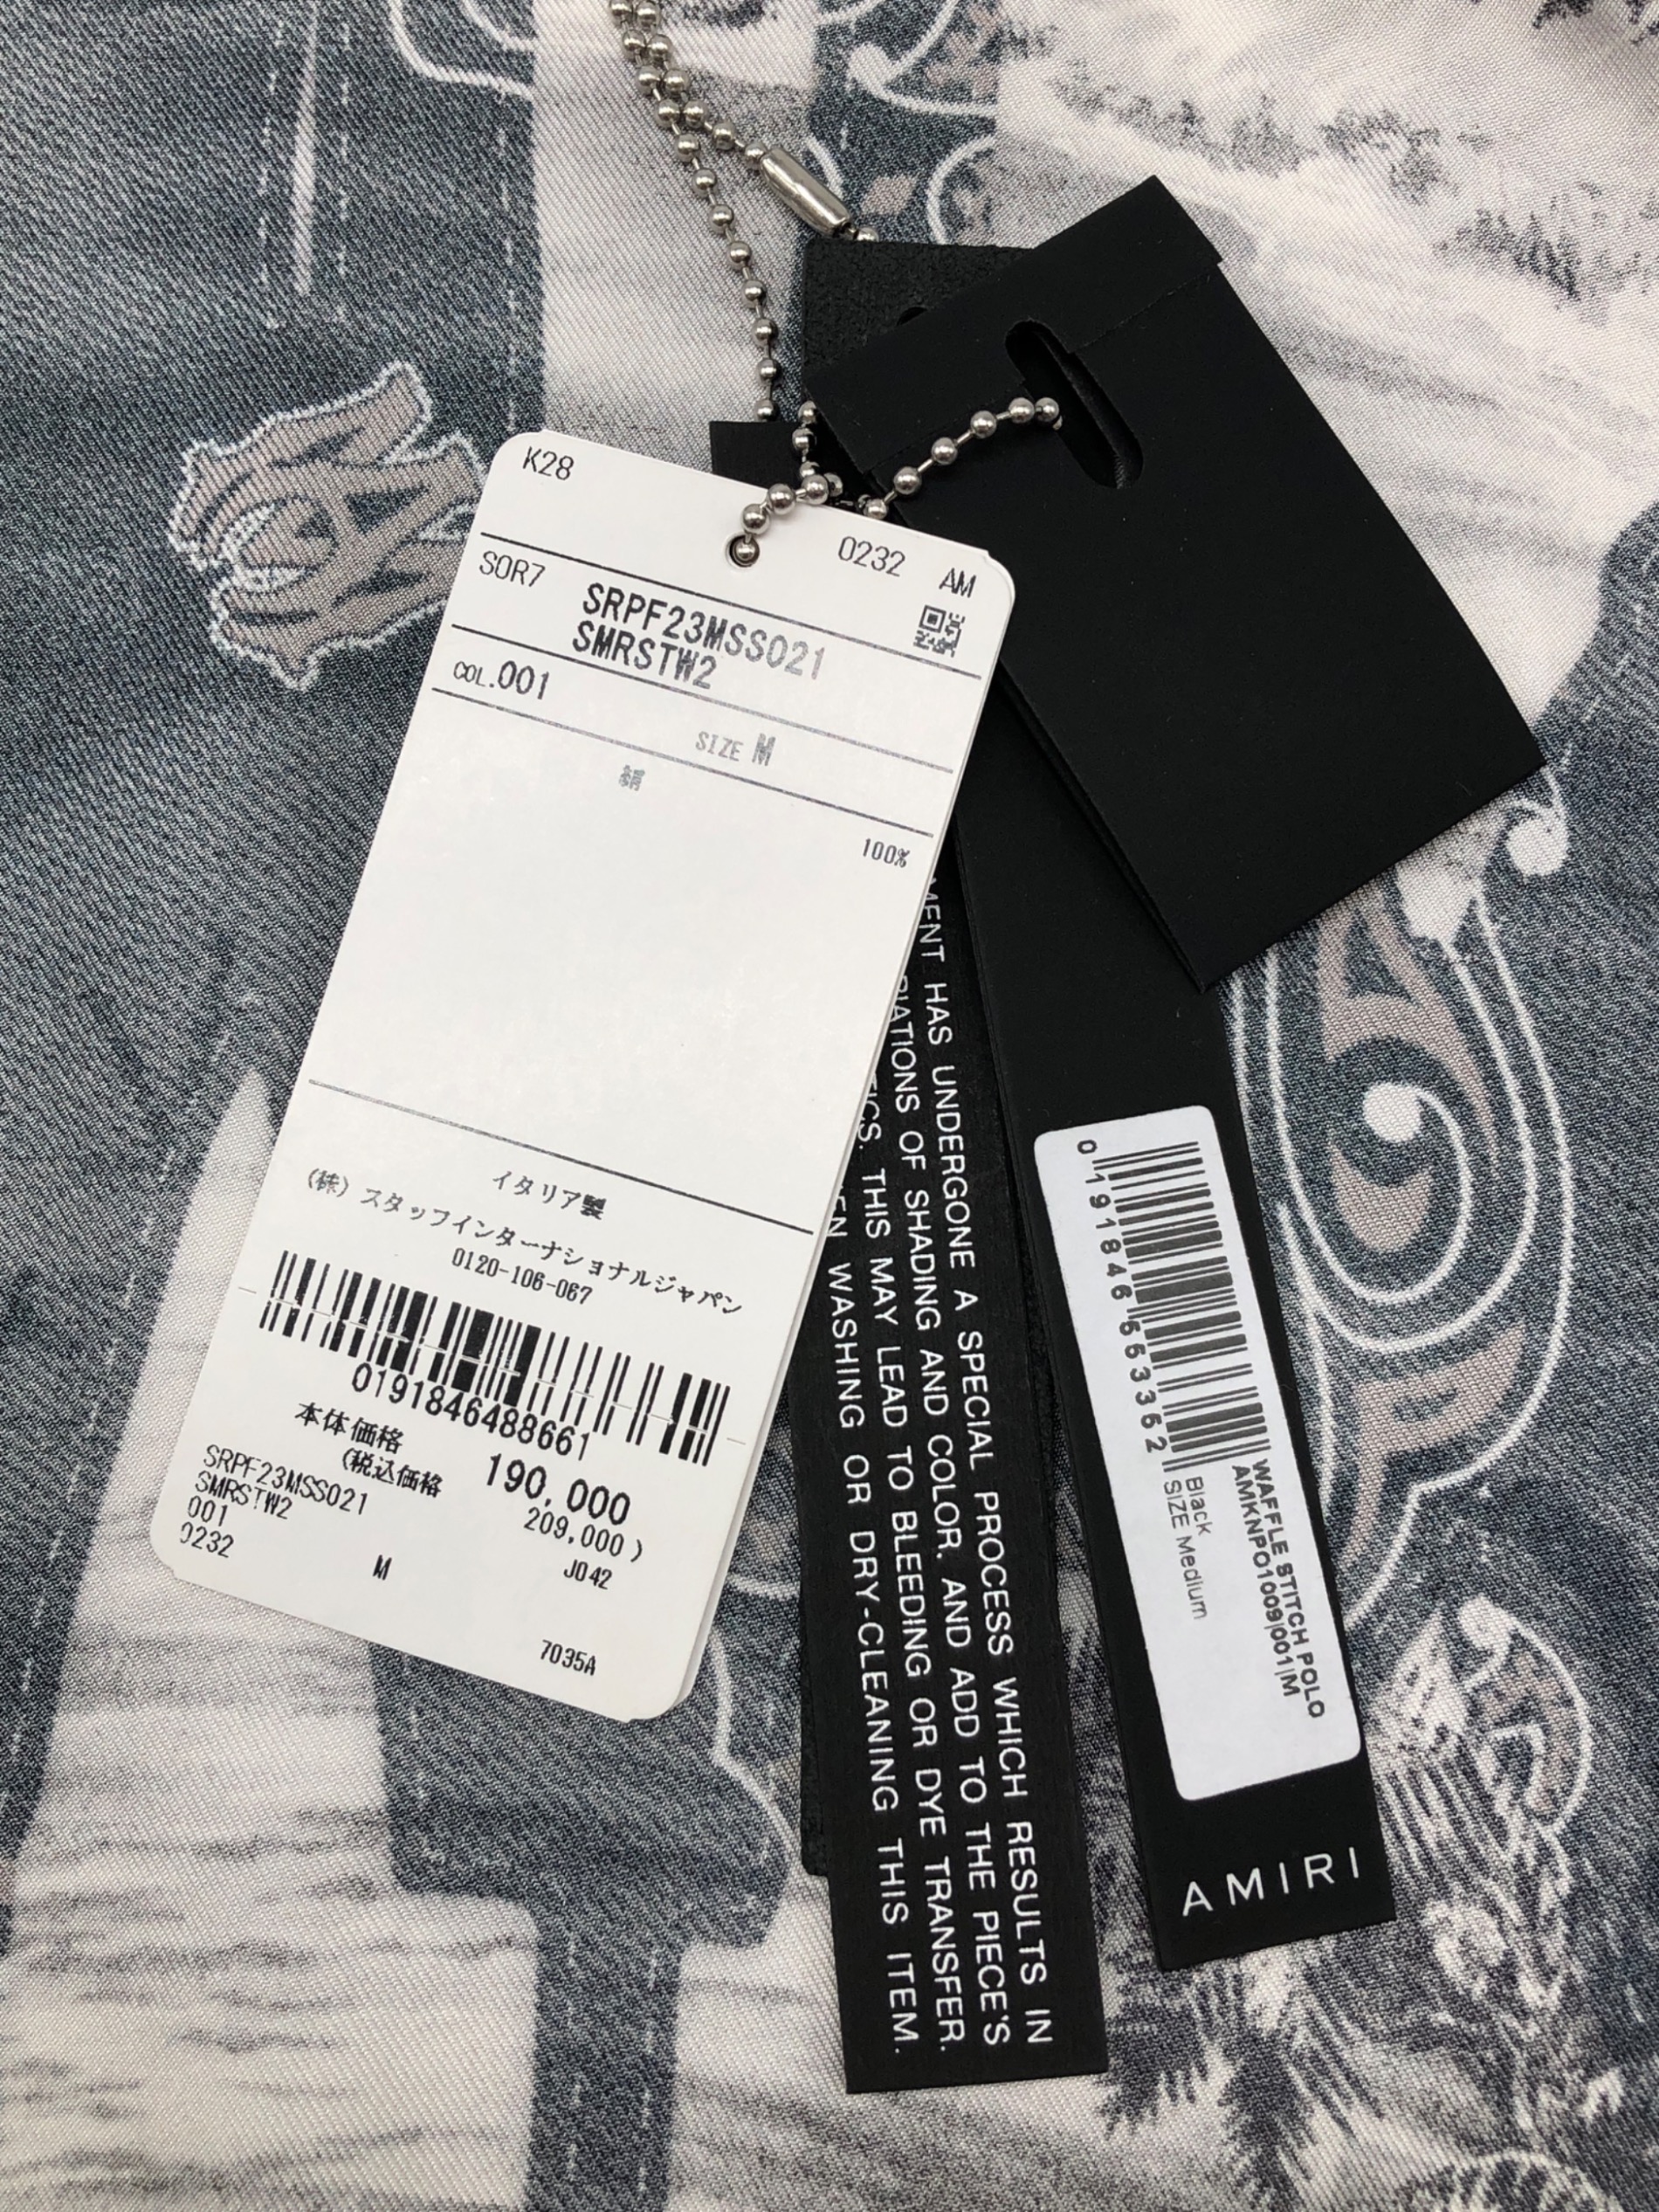 K28
0232 AM
SOR7 SRPF23MSS021
SMRSTW2
COL.001
SIZE M
絹
100%
イタリア製
(株)スタッフインターナショナルジャパン
0120-106-067
0191846488661
本体価格 190,000
(税込価格 209,000)
SRPF23MSS021
SMRSTW2
001
0232
M
J042
7035A
HAS UNDERGONE A SPECIAL PROCESS WHICH RESULTS IN
OF SHADING AND COLOR. AND ADD TO THE PIECE'S
THIS MAY LEAD TO BLEEDING OR DYE TRANSFER.
WASHING OR DRY-CLEANING THIS ITEM.
0 191846 553362
WAFFLE STITCH POLO
AMKNPO1009|001|M
Black
SIZE Medium
AMIRI